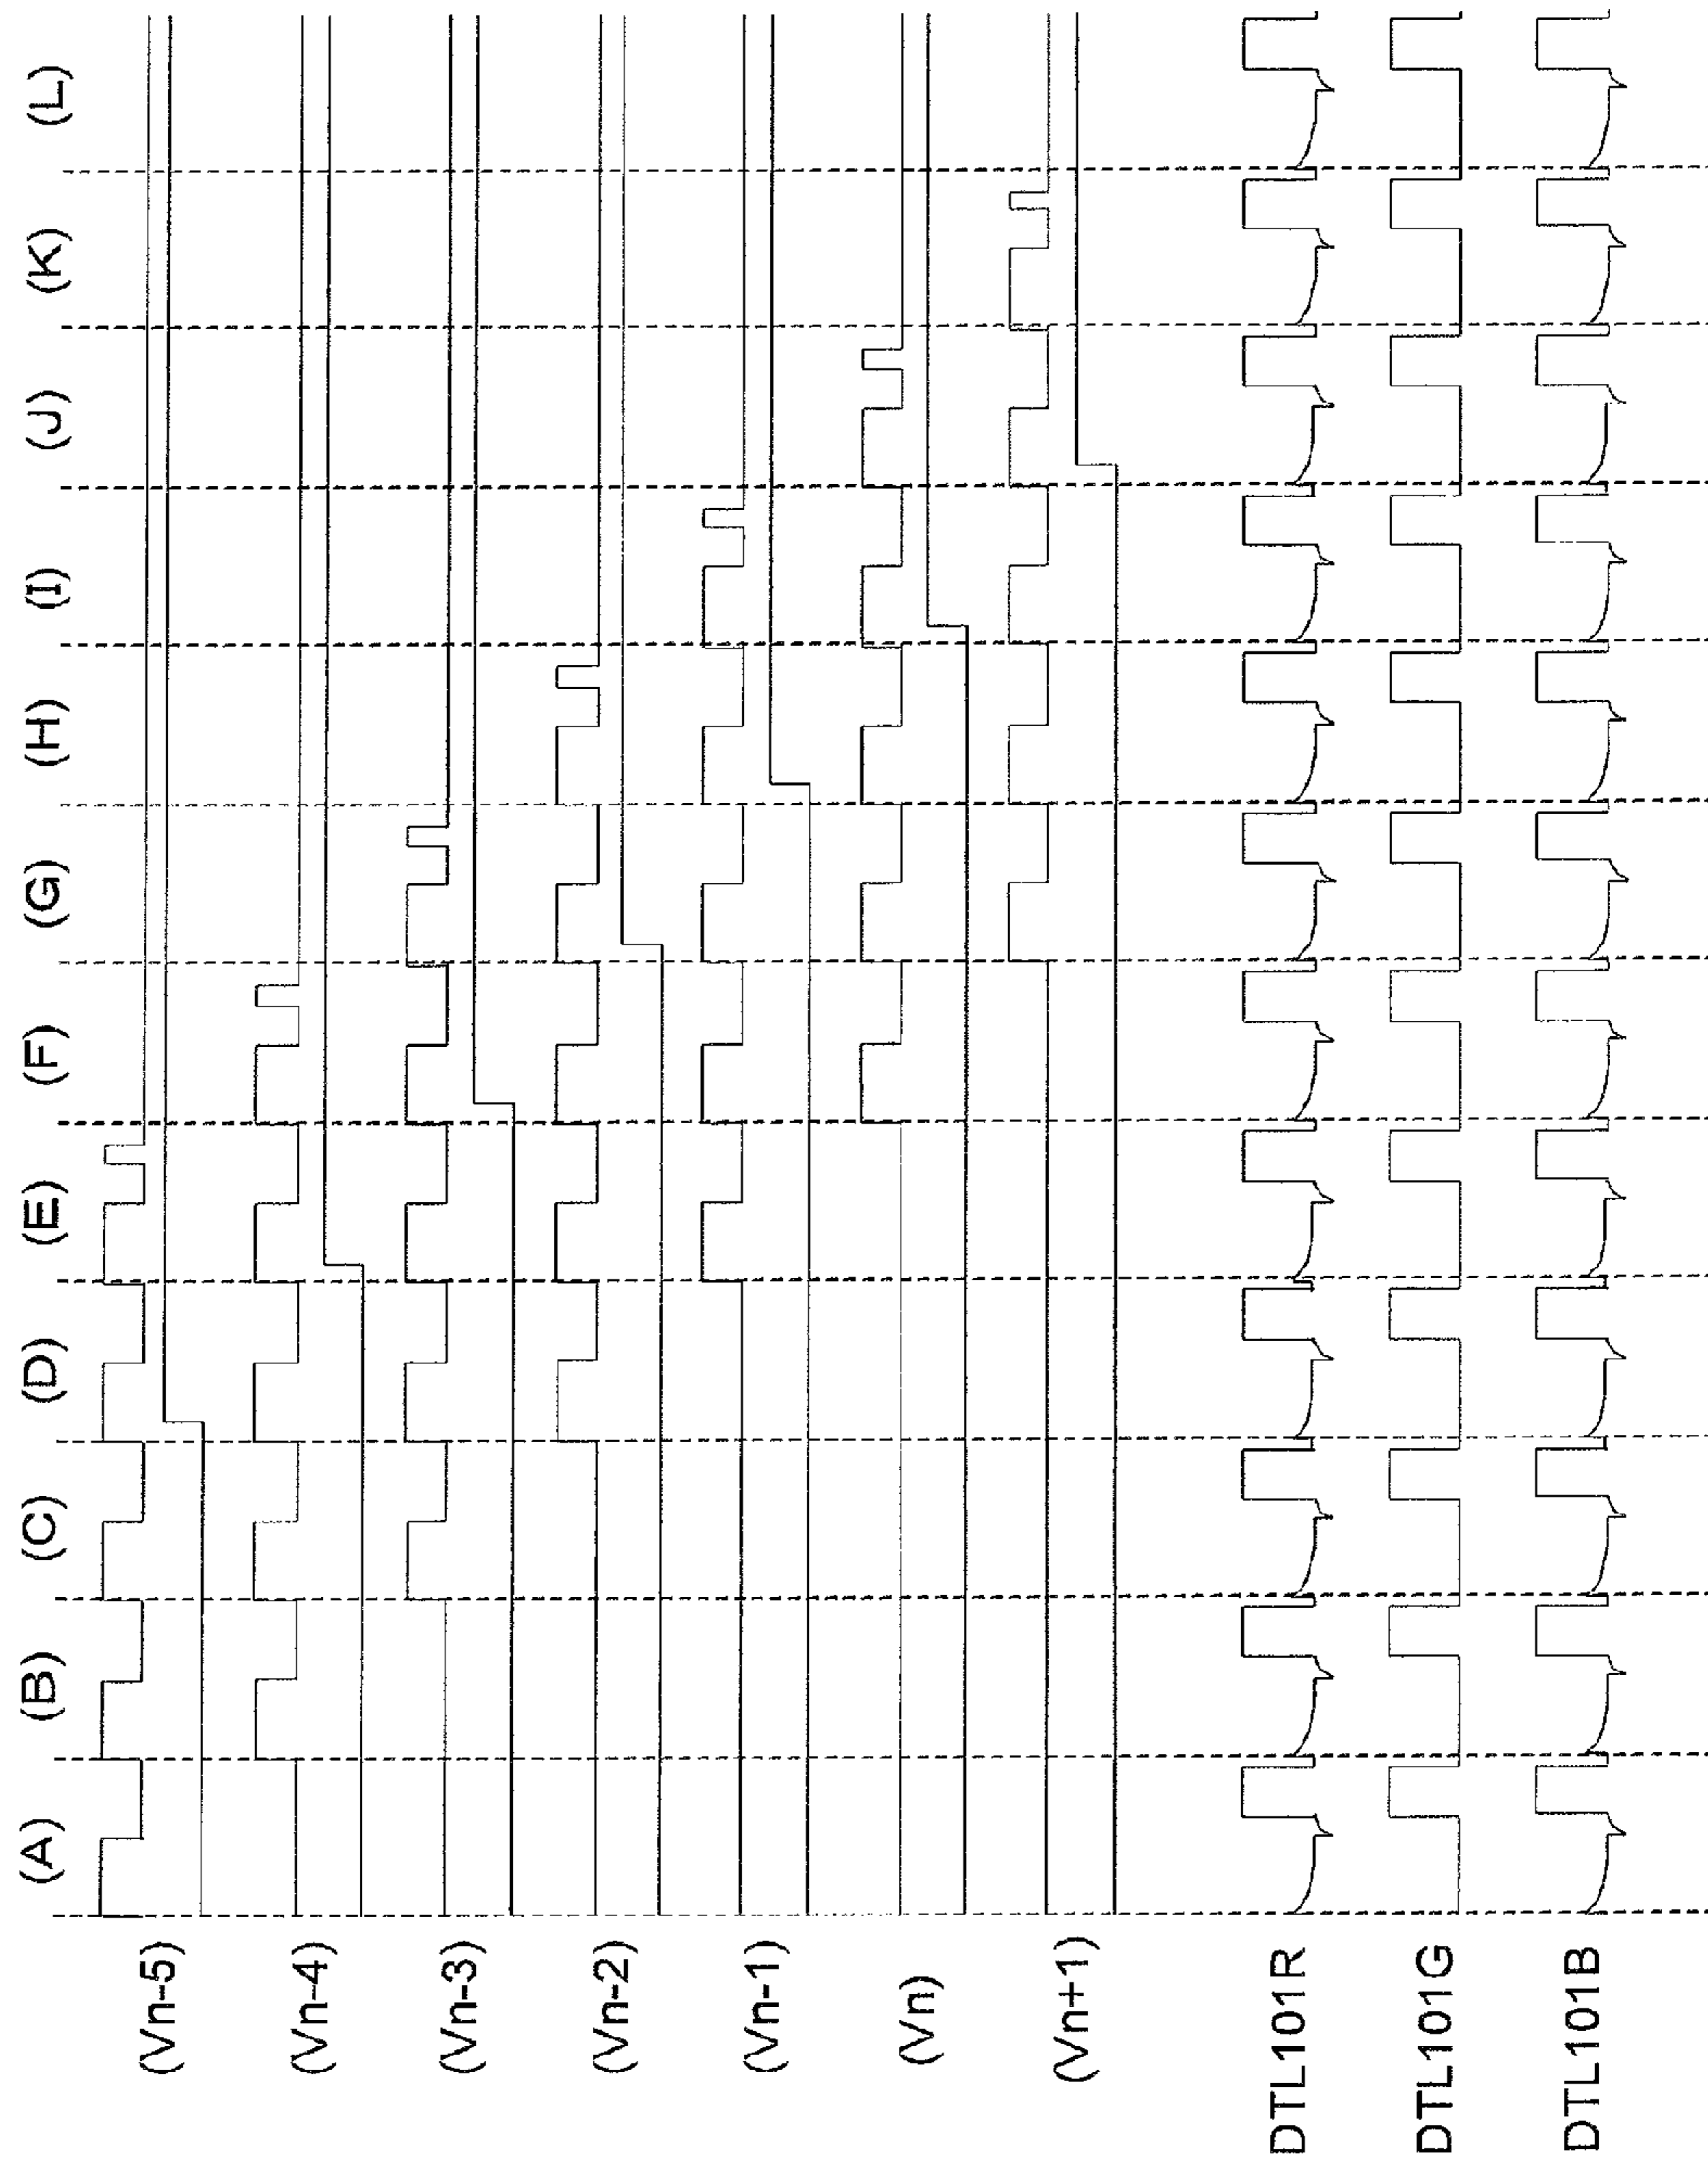 (A) (B) (C) (D) (E) (F) (G) (H) (I) (J) (K) (L)
(Vn-5)
(Vn-4)
(Vn-3)
(Vn-2)
(Vn-1)
(Vn)
(Vn+1)
DTL101R
DTL101G
DTL101B